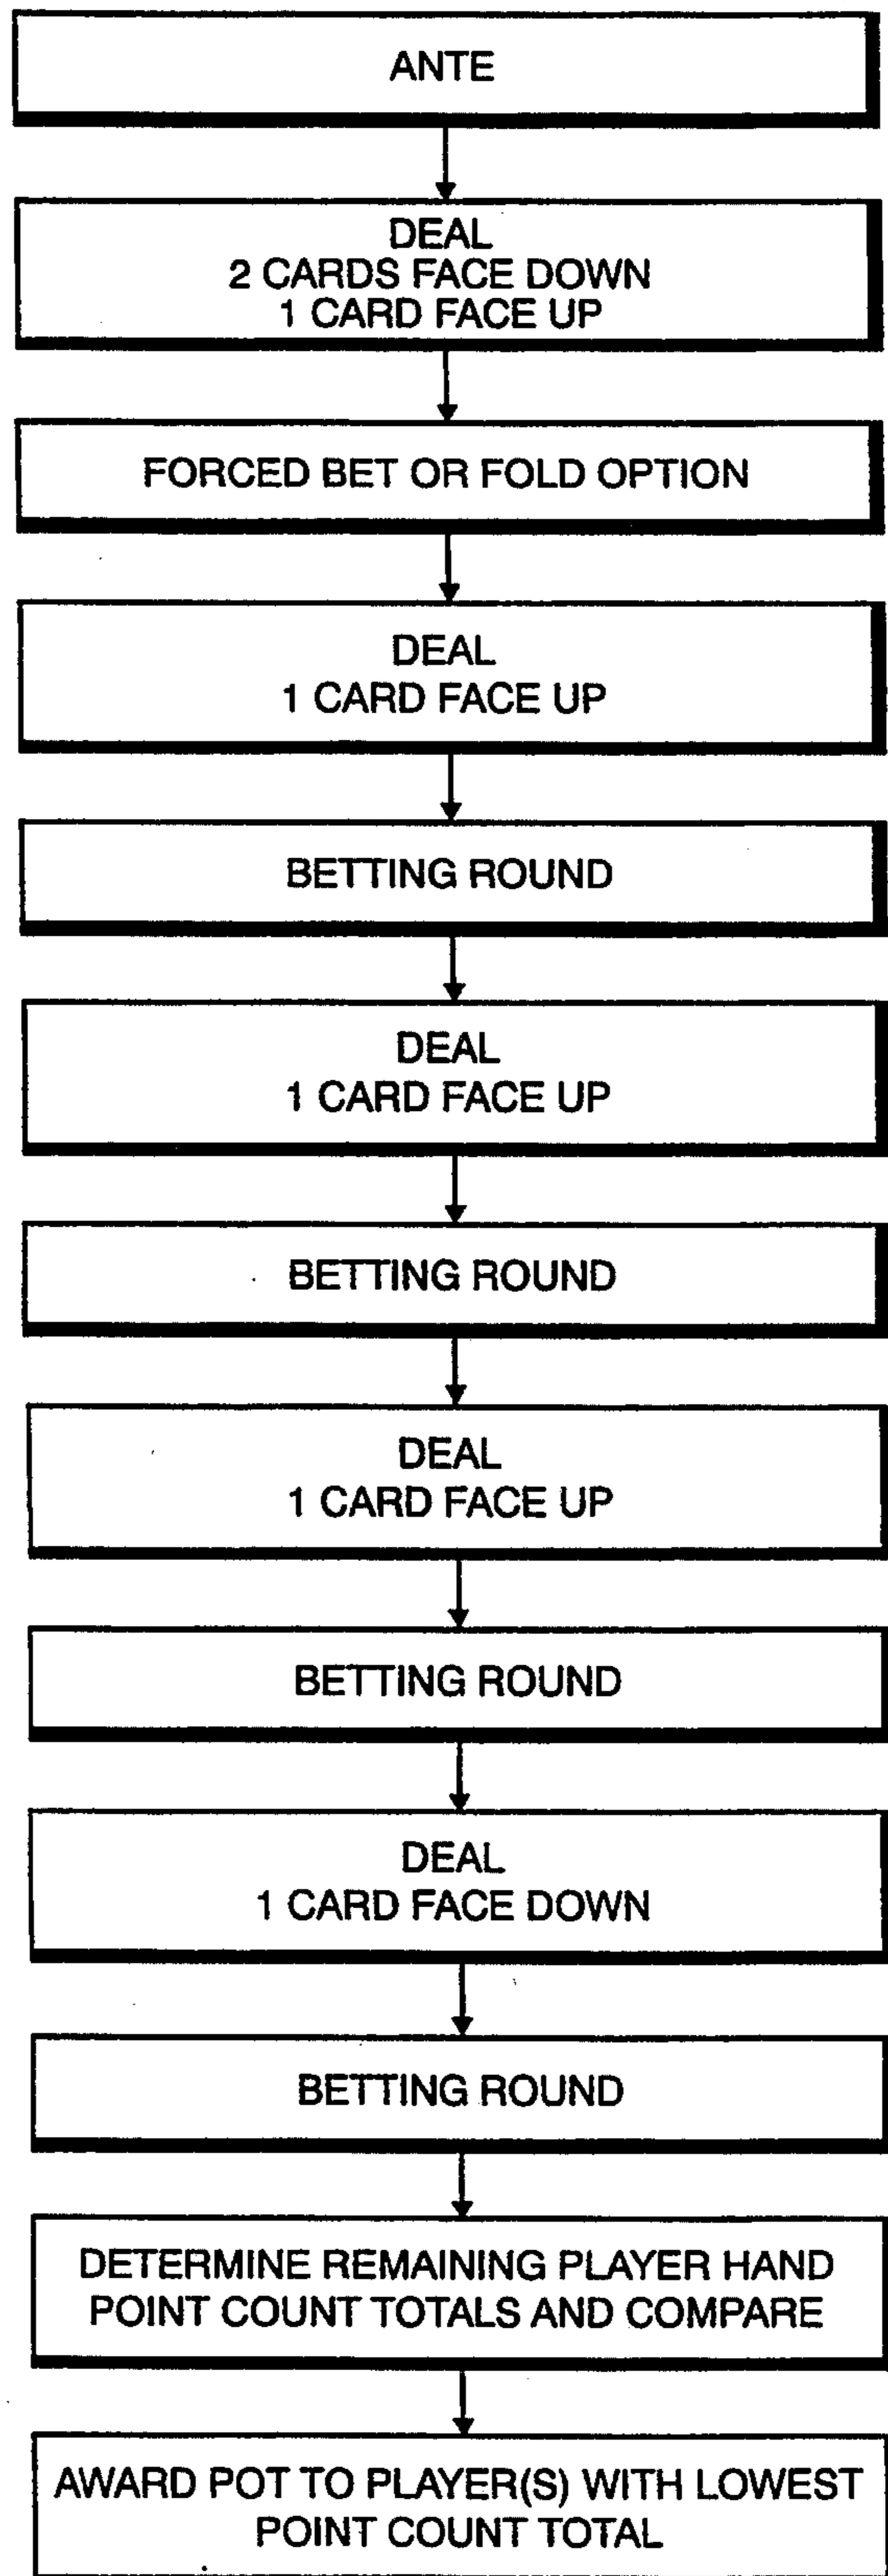 ANTE
DEAL
2 CARDS FACE DOWN
1 CARD FACE UP
FORCED BET OR FOLD OPTION
DEAL
1 CARD FACE UP
BETTING ROUND
DEAL
1 CARD FACE UP
BETTING ROUND
DEAL
1 CARD FACE UP
BETTING ROUND
DEAL
1 CARD FACE DOWN
BETTING ROUND
DETERMINE REMAINING PLAYER HAND
POINT COUNT TOTALS AND COMPARE
AWARD POT TO PLAYER(S) WITH LOWEST
POINT COUNT TOTAL